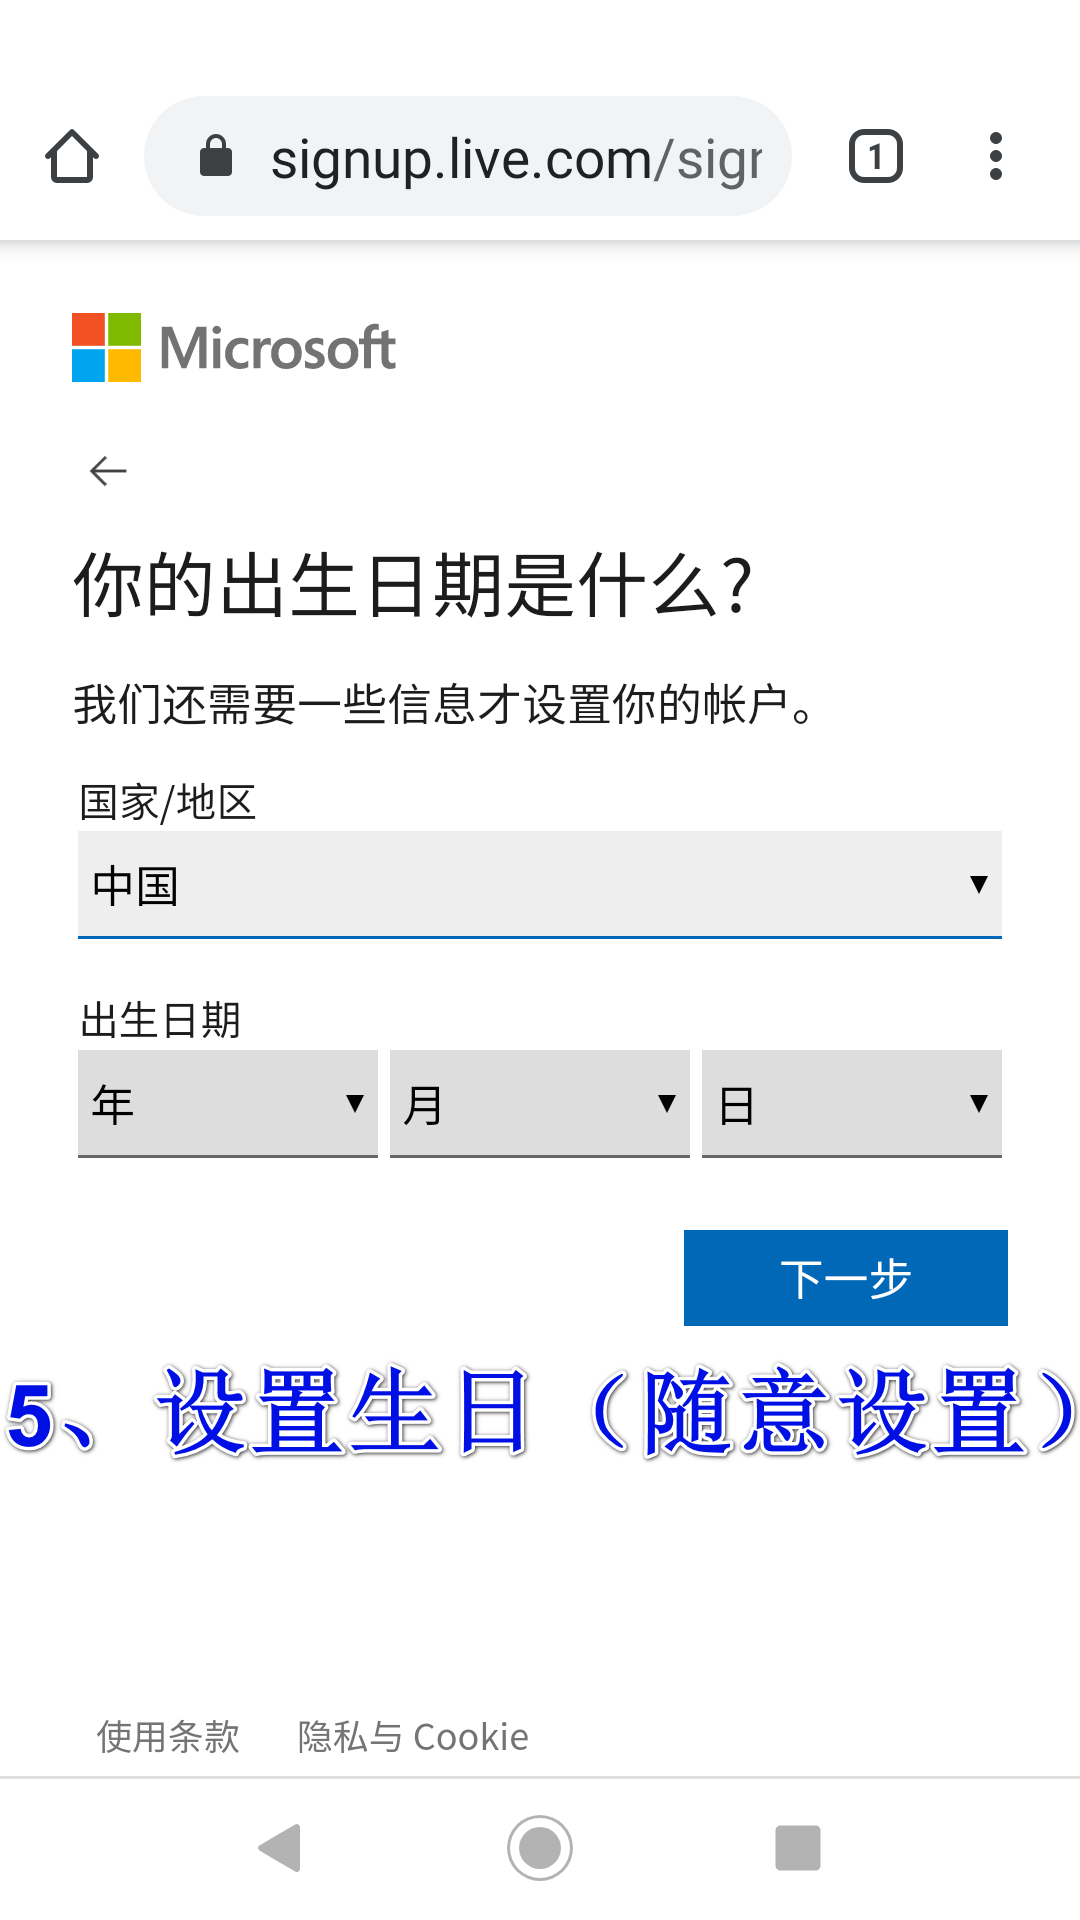 signup.live.com/sign
1
Microsoft
你的出生日期是什么?
我们还需要一些信息才设置你的帐户。
国家/地区
中国
出生日期
年 月 日
下一步
5、设置生日（随意设置）
使用条款 隐私与 Cookie